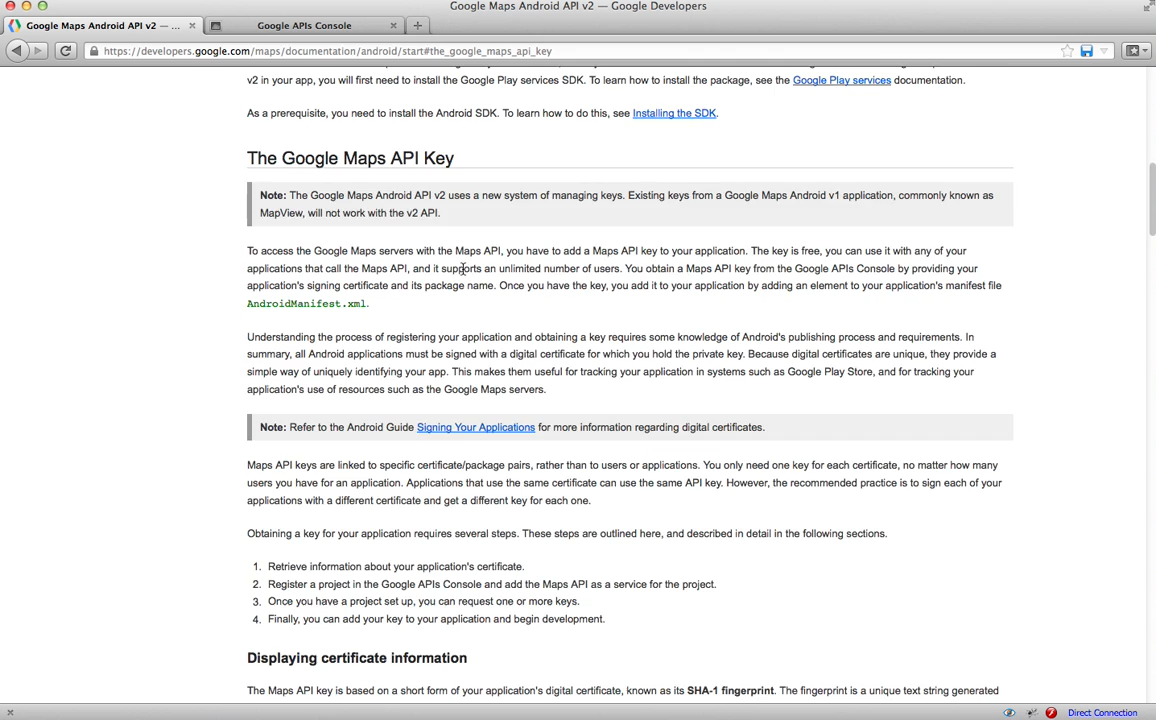 Google Maps Android API v2 — Google Developers
Google Maps Android API v2 — ...
Google APIs Console
https://developers.google.com/maps/documentation/android/start#the_google_maps_api_key
v2 in your app, you will first need to install the Google Play services SDK. To learn how to install the package, see the Google Play services documentation.
As a prerequisite, you need to install the Android SDK. To learn how to do this, see Installing the SDK.
The Google Maps API Key
Note: The Google Maps Android API v2 uses a new system of managing keys. Existing keys from a Google Maps Android v1 application, commonly known as
MapView, will not work with the v2 API.
To access the Google Maps servers with the Maps API, you have to add a Maps API key to your application. The key is free, you can use it with any of your
applications that call the Maps API, and it supports an unlimited number of users. You obtain a Maps API key from the Google APIs Console by providing your
application's signing certificate and its package name. Once you have the key, you add it to your application by adding an element to your application's manifest file
AndroidManifest.xml.
Understanding the process of registering your application and obtaining a key requires some knowledge of Android's publishing process and requirements. In
summary, all Android applications must be signed with a digital certificate for which you hold the private key. Because digital certificates are unique, they provide a
simple way of uniquely identifying your app. This makes them useful for tracking your application in systems such as Google Play Store, and for tracking your
application's use of resources such as the Google Maps servers.
Note: Refer to the Android Guide Signing Your Applications for more information regarding digital certificates.
Maps API keys are linked to specific certificate/package pairs, rather than to users or applications. You only need one key for each certificate, no matter how many
users you have for an application. Applications that use the same certificate can use the same API key. However, the recommended practice is to sign each of your
applications with a different certificate and get a different key for each one.
Obtaining a key for your application requires several steps. These steps are outlined here, and described in detail in the following sections.
1. Retrieve information about your application's certificate.
2. Register a project in the Google APIs Console and add the Maps API as a service for the project.
3. Once you have a project set up, you can request one or more keys.
4. Finally, you can add your key to your application and begin development.
Displaying certificate information
The Maps API key is based on a short form of your application's digital certificate, known as its SHA-1 fingerprint. The fingerprint is a unique text string generated
Direct Connection